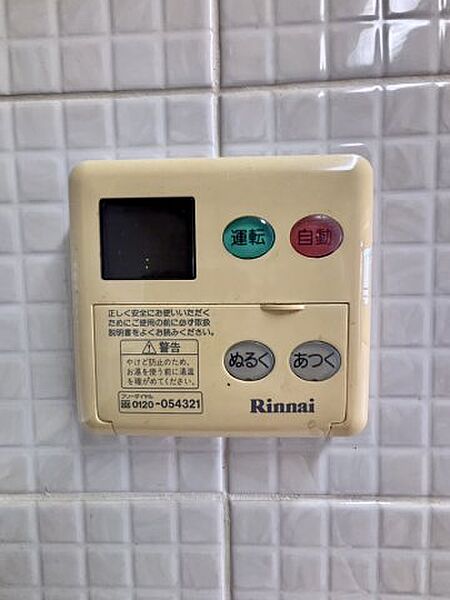 運転
自動
正しく安全にお使いいただく
ためにご使用の前に必ず取扱
説明書をよくお読みください。
警告
やけど防止のため、
お湯を使う前に湯温
を確かめてください。
フリーダイヤル
0120-054321
ぬるく
あつく
Rinnai